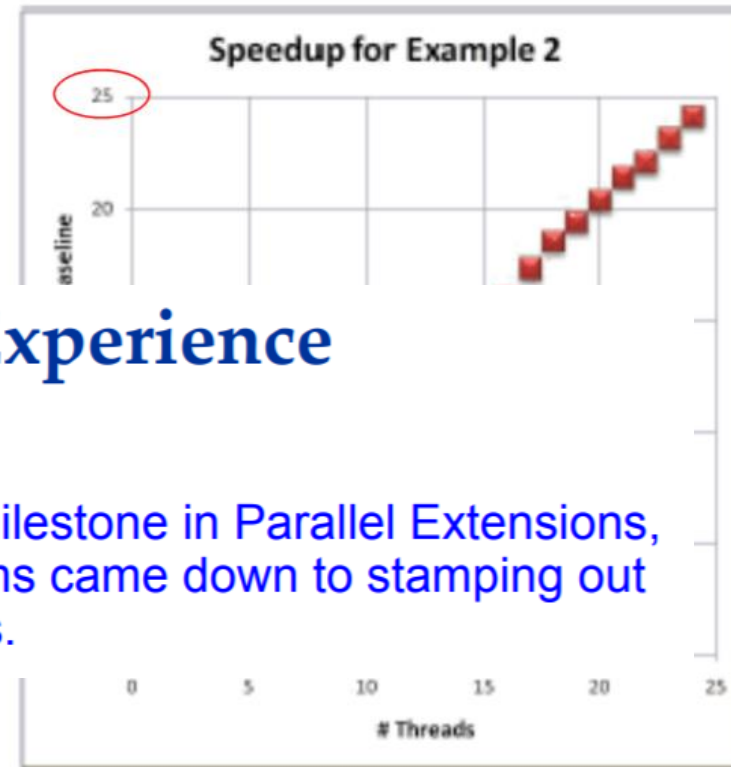 Speedup for Example 2
25
20
aseline
xperience
ilestone in Parallel Extensions,
ns came down to stamping out
s.
0 5 10 15 20 25
# Threads